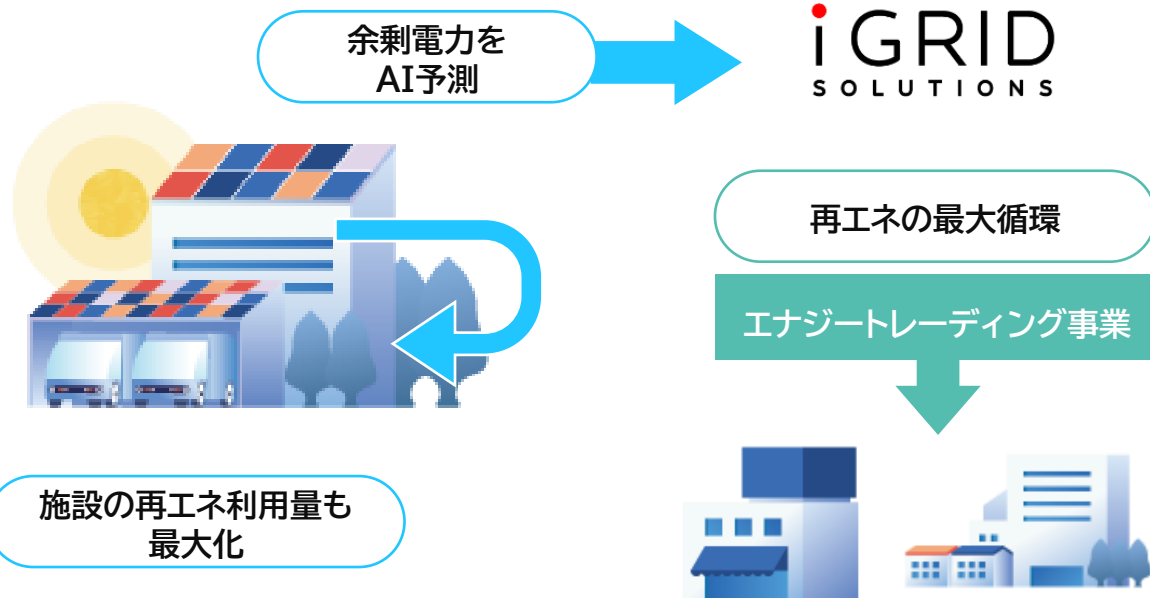 余剰電力を
AI予測
iGRID
SOLUTIONS
再エネの最大循環
エナジートレーディング事業
施設の再エネ利用量も
最大化